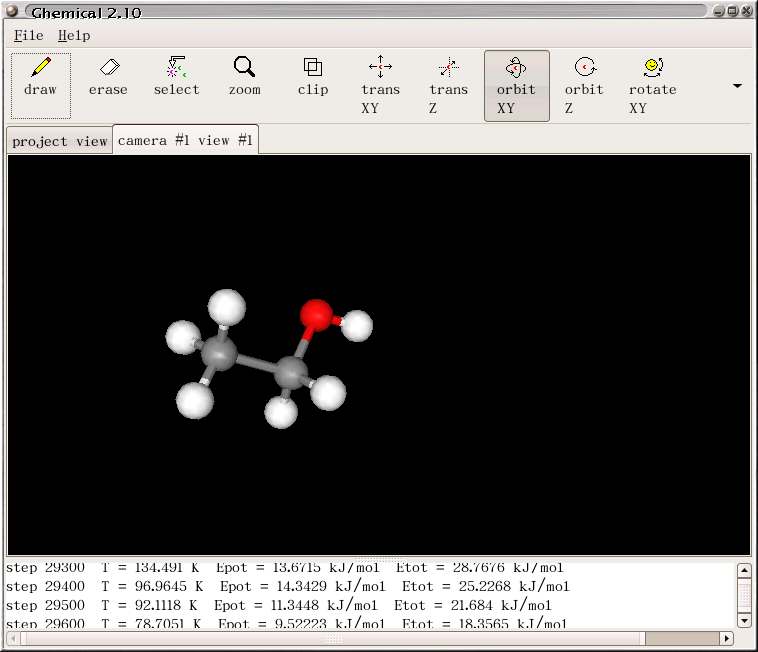 Chemical 2.10
File Help
draw erase select zoom clip trans XY trans Z orbit XY orbit Z rotate XY
project view camera #1 view #1
step 29300 T = 134.491 K Epot = 13.6715 kJ/mol Etot = 28.7676 kJ/mol
step 29400 T = 96.9645 K Epot = 14.3429 kJ/mol Etot = 25.2268 kJ/mol
step 29500 T = 92.1118 K Epot = 11.3448 kJ/mol Etot = 21.684 kJ/mol
step 29600 T = 78.7051 K Epot = 9.52223 kJ/mol Etot = 18.3565 kJ/mol